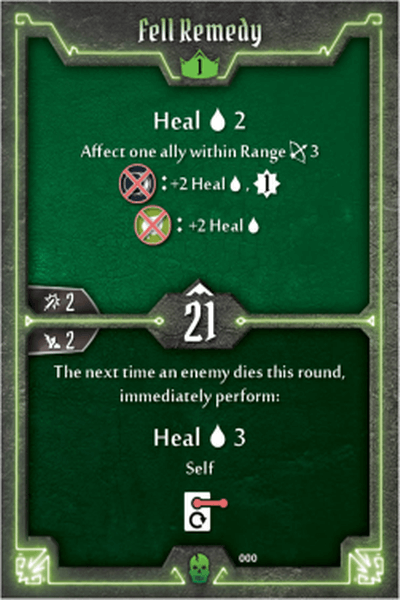 Fell Remedy
1
Heal 2
Affect one ally within Range 3
: +2 Heal , 1
: +2 Heal
2
21
2
The next time an enemy dies this round,
immediately perform:
Heal 3
Self
000